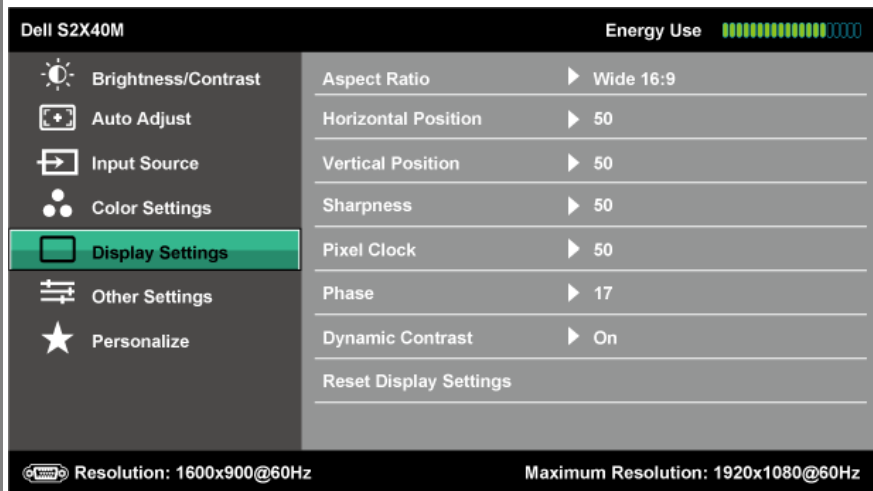 Dell S2X40M Energy Use
Brightness/Contrast
Auto Adjust
Input Source
Color Settings
Display Settings
Other Settings
Personalize
Aspect Ratio Wide 16:9
Horizontal Position 50
Vertical Position 50
Sharpness 50
Pixel Clock 50
Phase 17
Dynamic Contrast On
Reset Display Settings
Resolution: 1600x900@60Hz Maximum Resolution: 1920x1080@60Hz